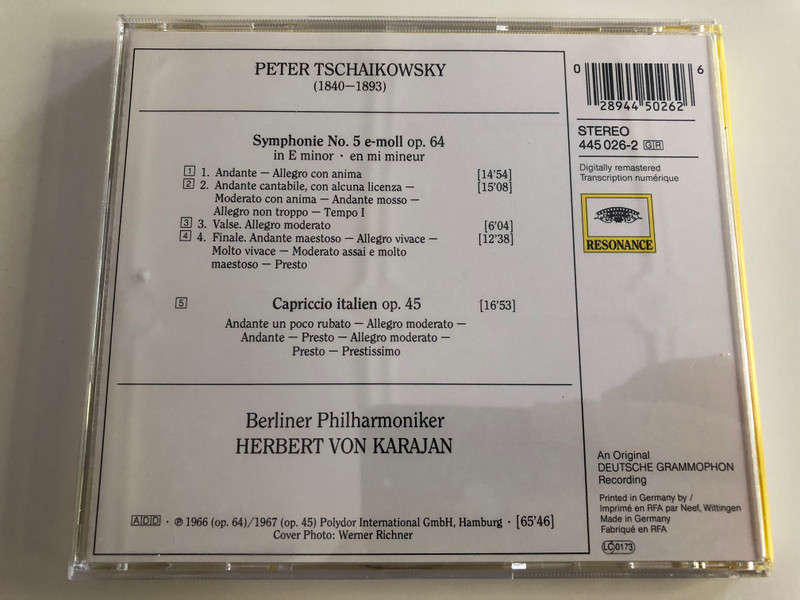 PETER TSCHAIKOWSKY
(1840–1893)
Symphonie No. 5 e-moll op. 64
in E minor · en mi mineur
1 1. Andante – Allegro con anima [14'54]
2 2. Andante cantabile, con alcuna licenza – [15'08]
Moderato con anima – Andante mosso –
Allegro non troppo – Tempo I
3 3. Valse. Allegro moderato [6'04]
4 4. Finale. Andante maestoso – Allegro vivace – [12'38]
Molto vivace – Moderato assai e molto
maestoso – Presto
5 Capriccio italien op. 45 [16'53]
Andante un poco rubato – Allegro moderato –
Andante – Presto – Allegro moderato –
Presto – Prestissimo
Berliner Philharmoniker
HERBERT VON KARAJAN
ADD · ℗ 1966 (op. 64)/1967 (op. 45) Polydor International GmbH, Hamburg · [65'46]
Cover Photo: Werner Richner
0 28944 50262 6
STEREO
445 026-2 GR
Digitally remastered
Transcription numérique
RESONANCE
An Original
DEUTSCHE GRAMMOPHON
Recording
Printed in Germany by /
Imprimé en RFA par Neef, Wittingen
Made in Germany
Fabriqué en RFA
LC 0173